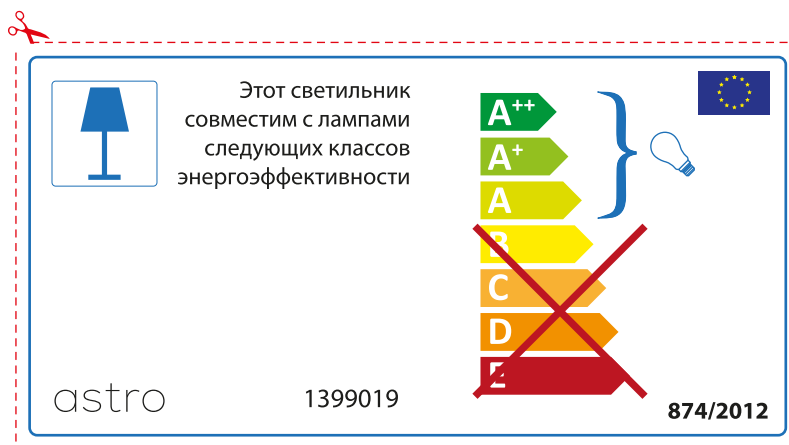 Этот светильник
совместим с лампами
следующих классов
энергоэффективности
A++
A+
A
B
C
D
E
astro
1399019
874/2012